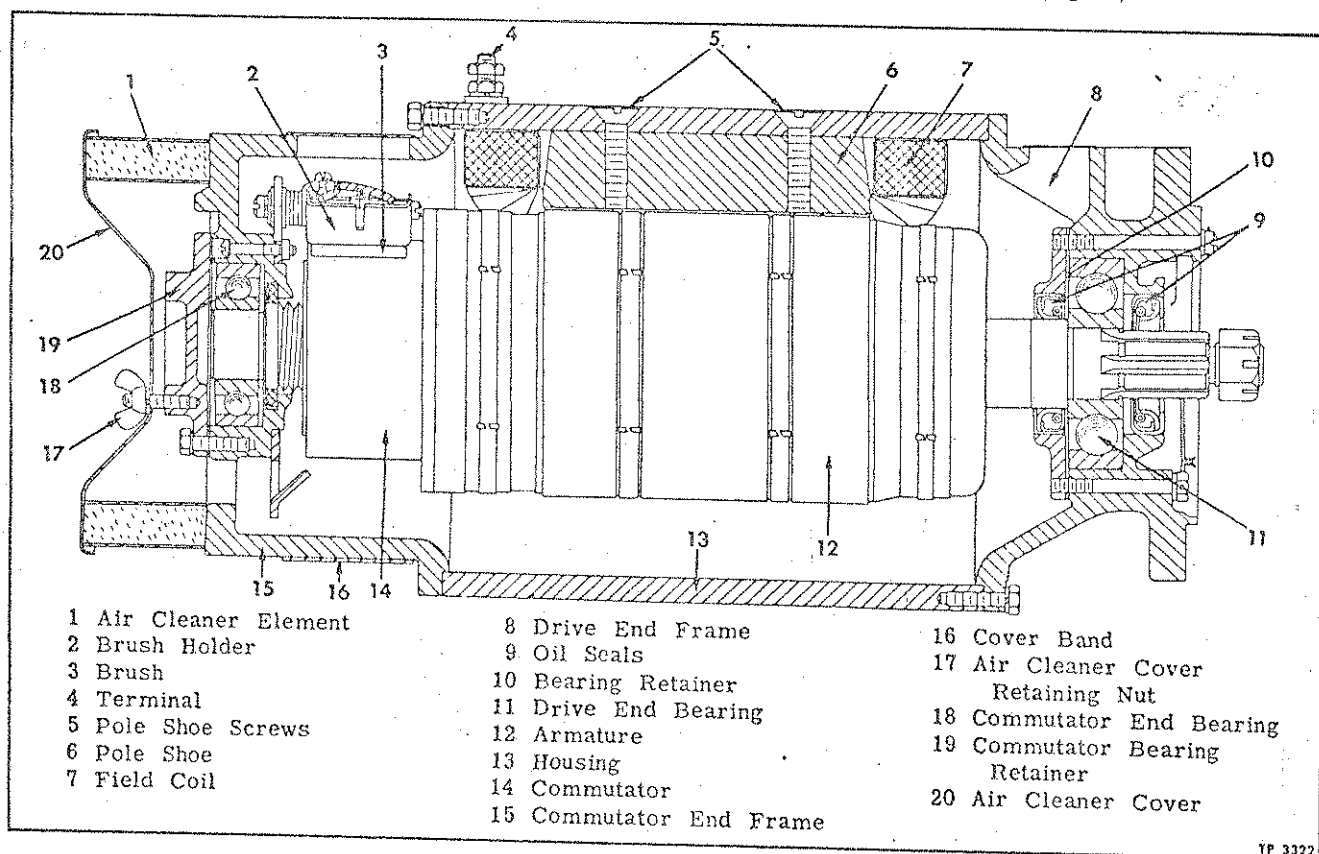 4
5
3
2
6
7
1
8
10
9
20
19
18
17
11
13
12
15
16
14
1 Air Cleaner Element
2 Brush Holder
3 Brush
4 Terminal
5 Pole Shoe Screws
6 Pole Shoe
7 Field Coil
8 Drive End Frame
9 Oil Seals
10 Bearing Retainer
11 Drive End Bearing
12 Armature
13 Housing
14 Commutator
15 Commutator End Frame
16 Cover Band
17 Air Cleaner Cover
Retaining Nut
18 Commutator End Bearing
19 Commutator Bearing
Retainer
20 Air Cleaner Cover
TP 3322